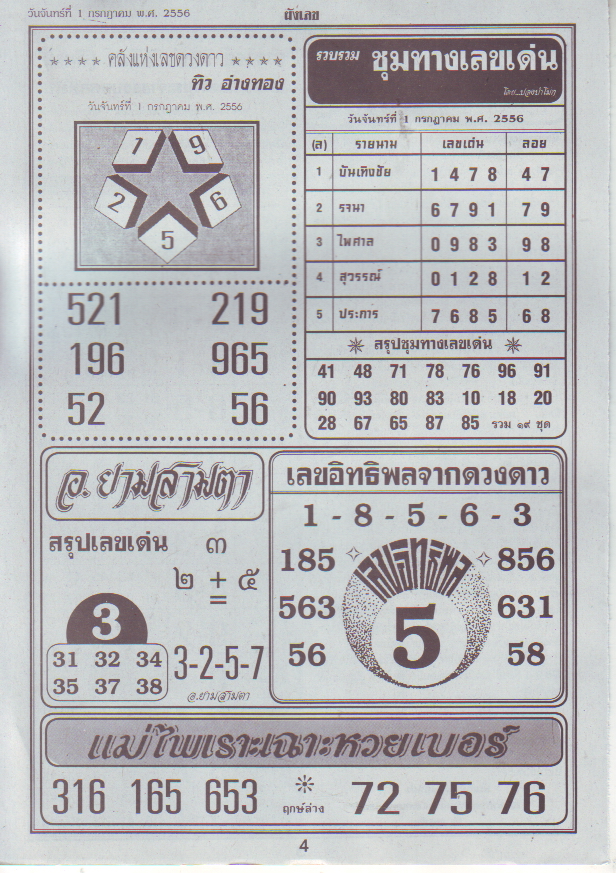 วันจันทร์ที่ 1 กรกฎาคม พ.ศ. 2556
ผังเลข
คลังแห่งเลขดวงดาว
ทิว อ่างทอง
วันจันทร์ที่ 1 กรกฎาคม พ.ศ. 2556
1 9
2 6
5
521 219
196 965
52 56
รวบรวม ชุมทางเลขเด่น
วันจันทร์ที่ 1 กรกฎาคม พ.ศ. 2556
(ส) รายนาม เลขเด่น ลอย
1 บันเทิงชัย 1 4 7 8 4 7
2 รจนา 6 7 9 1 7 9
3 ไพศาล 0 9 8 3 9 8
4 สุวรรณ์ 0 1 2 8 1 2
5 ประการ 7 6 8 5 6 8
สรุปชุมทางเลขเด่น
41 48 71 78 76 96 91
90 93 80 83 10 18 20
28 67 65 87 85 รวม ๑๙ ชุด
อ. ยามสามตา
สรุปเลขเด่น ๓
๒ + ๕
=
3
31 32 34
35 37 38
3-2-5-7
อ.ยามสามตา
เลขอิทธิพลจากดวงดาว
1 - 8 - 5 - 6 - 3
เลขอิทธิพล
185 856
563 5 631
56 58
แม่ไพเราะเฉาะหวยเบอร์
316 165 653 ฤกษ์ล่าง 72 75 76
4